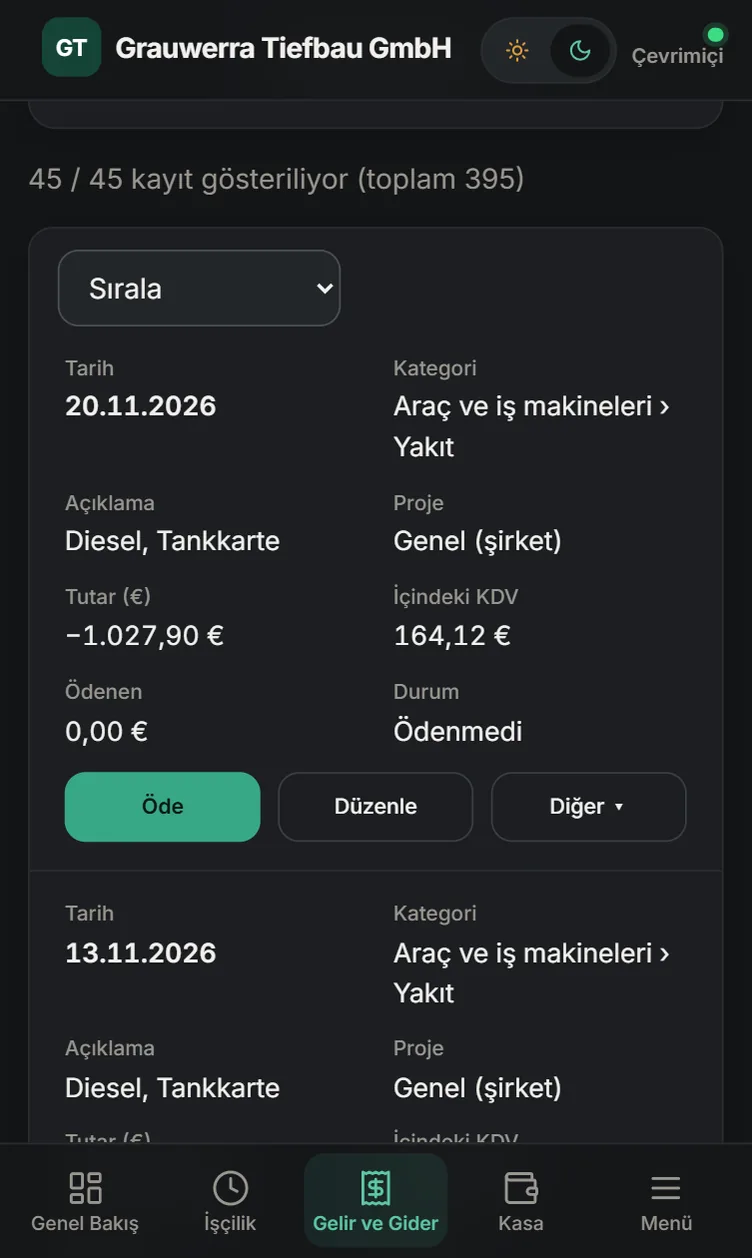 GT
Grauwerra Tiefbau GmbH
Çevrimiçi
45 / 45 kayıt gösteriliyor (toplam 395)
Sırala
Tarih
20.11.2026
Kategori
Araç ve iş makineleri ›
Yakıt
Açıklama
Diesel, Tankkarte
Proje
Genel (şirket)
Tutar (€)
−1.027,90 €
İçindeki KDV
164,12 €
Ödenen
0,00 €
Durum
Ödenmedi
Öde
Düzenle
Diğer ▾
Tarih
13.11.2026
Kategori
Araç ve iş makineleri ›
Yakıt
Açıklama
Diesel, Tankkarte
Proje
Genel (şirket)
Tutar (€)
İçindeki KDV
Genel Bakış
İşçilik
Gelir ve Gider
Kasa
Menü